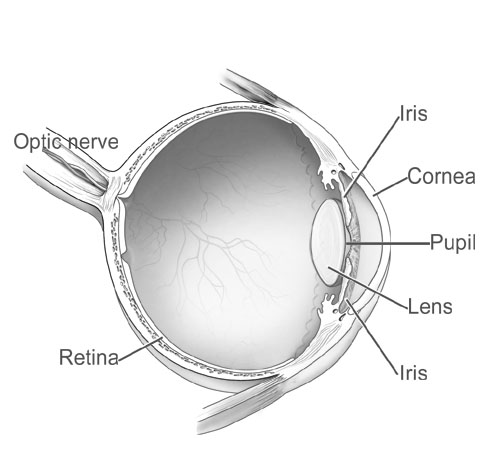 Iris
Optic nerve
Cornea
Pupil
Lens
Retina
Iris